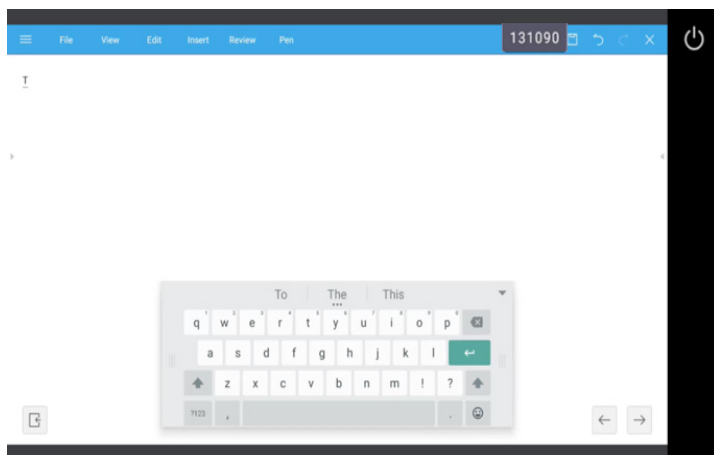 File View Edit Insert Review Pen 131090
T
To The This
q w e r t y u i o p
a s d f g h j k l
z x c v b n m ! ?
?123 , .